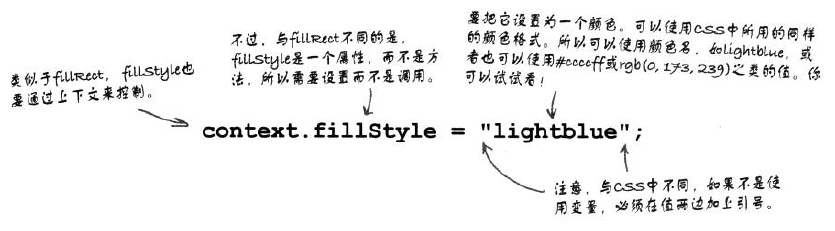 类似于fillRect，fillStyle也
要通过上下文来控制。
不过，与fillRect不同的是，
fillStyle是一个属性，而不是方
法，所以需要设置而不是调用。
要把它设置为一个颜色。可以使用CSS中所用的同样
的颜色格式。所以可以使用颜色名，如lightblue，或
者也可以使用#ccccff或rgb(0, 173, 239)之类的值。你
可以试试看！
context.fillStyle = "lightblue";
注意，与CSS中不同，如果不是使
用变量，必须在值两边加上引号。